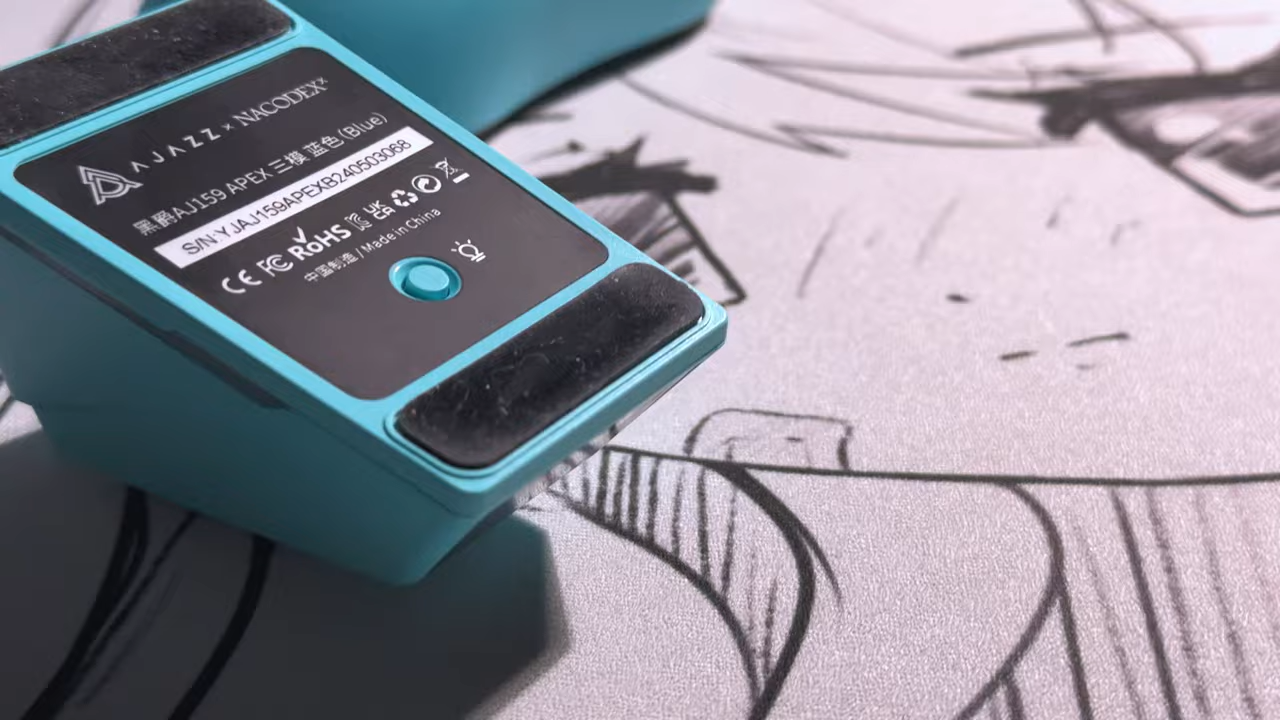 AJAZZ × NACODEX
黑爵AJ159 APEX 三模 蓝色 (Blue)
S/N:YJAJ159APEXB240503068
CE FC RoHS UK CA
中国制造 / Made in China